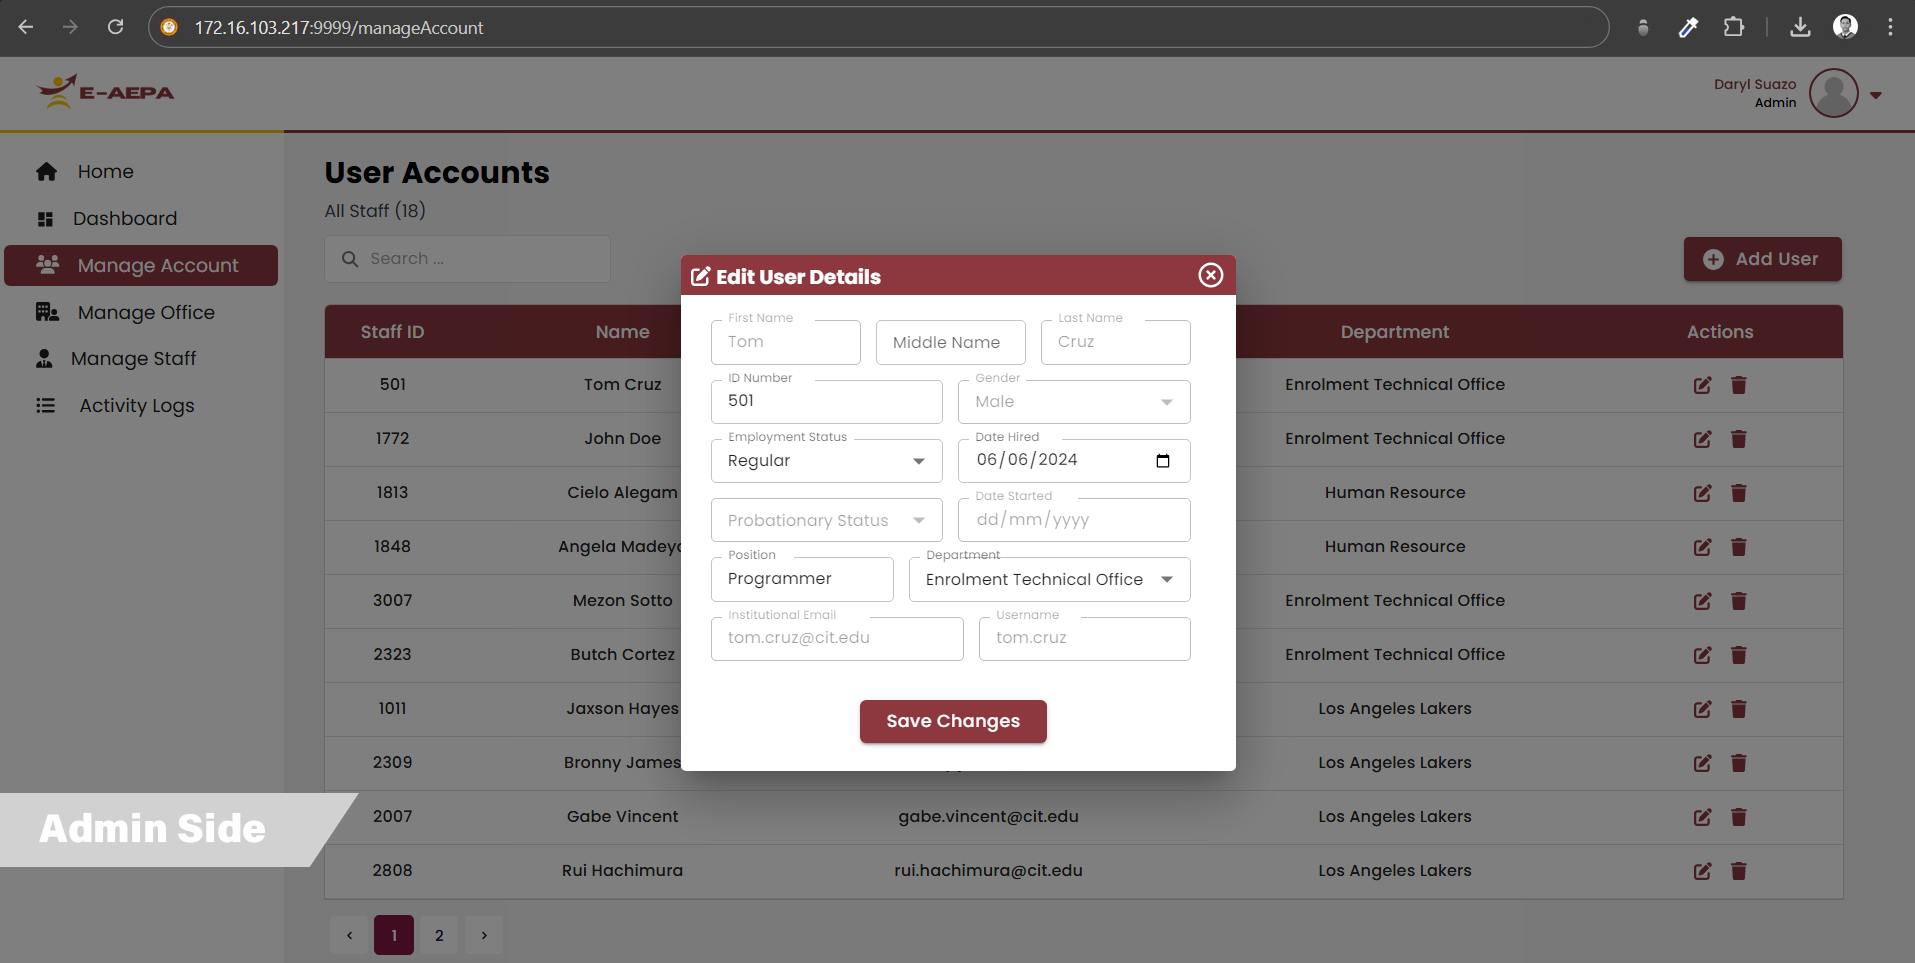 172.16.103.217:9999/manageAccount
E-AEPA
Daryl Suazo
Admin
Home
Dashboard
Manage Account
Manage Office
Manage Staff
Activity Logs
User Accounts
All Staff (18)
Search ...
Add User
Staff ID Name Department Actions
501 Tom Cruz Enrolment Technical Office
1772 John Doe Enrolment Technical Office
1813 Cielo Alegam Human Resource
1848 Angela Human Resource
3007 Mezon Sotto Enrolment Technical Office
2323 Butch Cortez Enrolment Technical Office
1011 Jaxson Hayes Los Angeles Lakers
2309 Bronny James Los Angeles Lakers
2007 Gabe Vincent gabe.vincent@cit.edu Los Angeles Lakers
2808 Rui Hachimura rui.hachimura@cit.edu Los Angeles Lakers
‹ 1 2 ›
Edit User Details
First Name
Tom
Middle Name
Last Name
Cruz
ID Number
501
Gender
Male
Employment Status
Regular
Date Hired
06/06/2024
Probationary Status
Date Started
dd/mm/yyyy
Position
Programmer
Department
Enrolment Technical Office
Institutional Email
tom.cruz@cit.edu
Username
tom.cruz
Save Changes
Admin Side